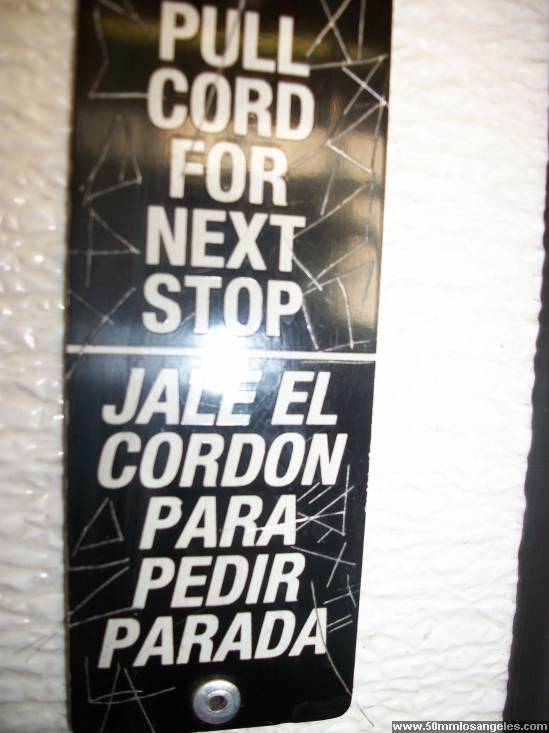 PULL
CORD
FOR
NEXT
STOP
JALE EL
CORDON
PARA
PEDIR
PARADA
www.50mmlosangeles.com